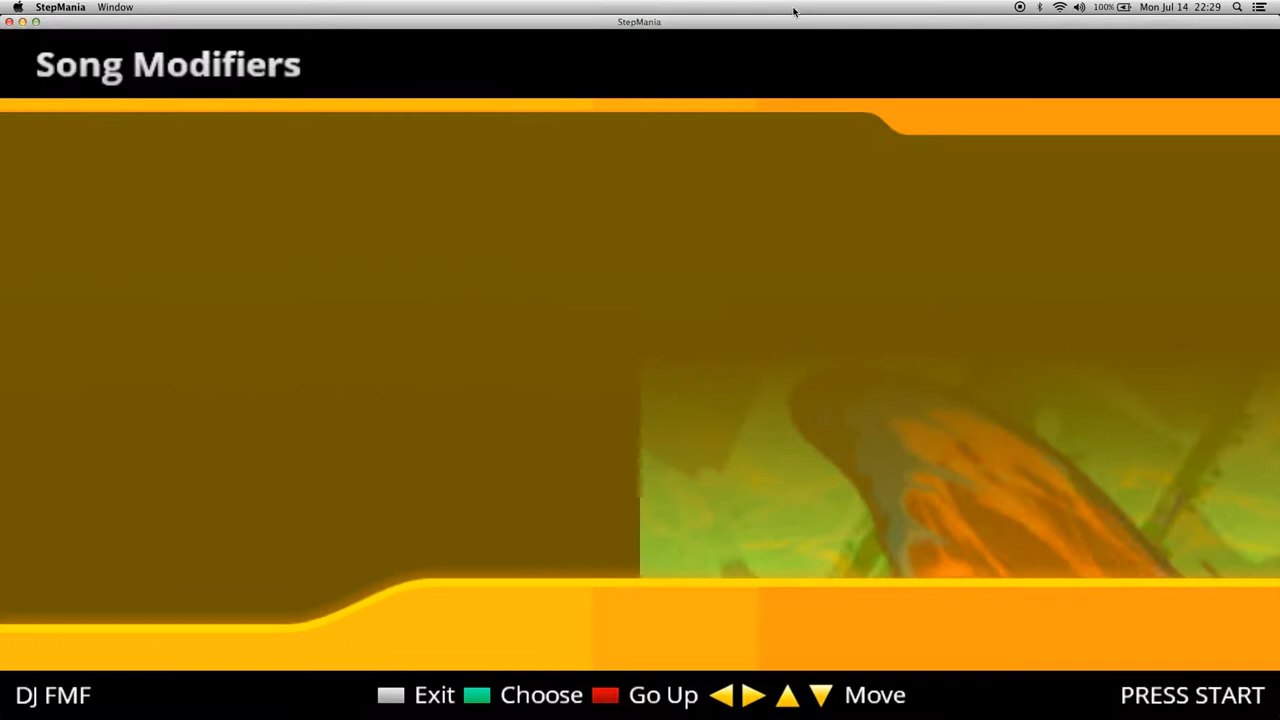 StepMania Window 100% Mon Jul 14 22:29
StepMania
Song Modifiers
DJ FMF Exit Choose Go Up Move PRESS START